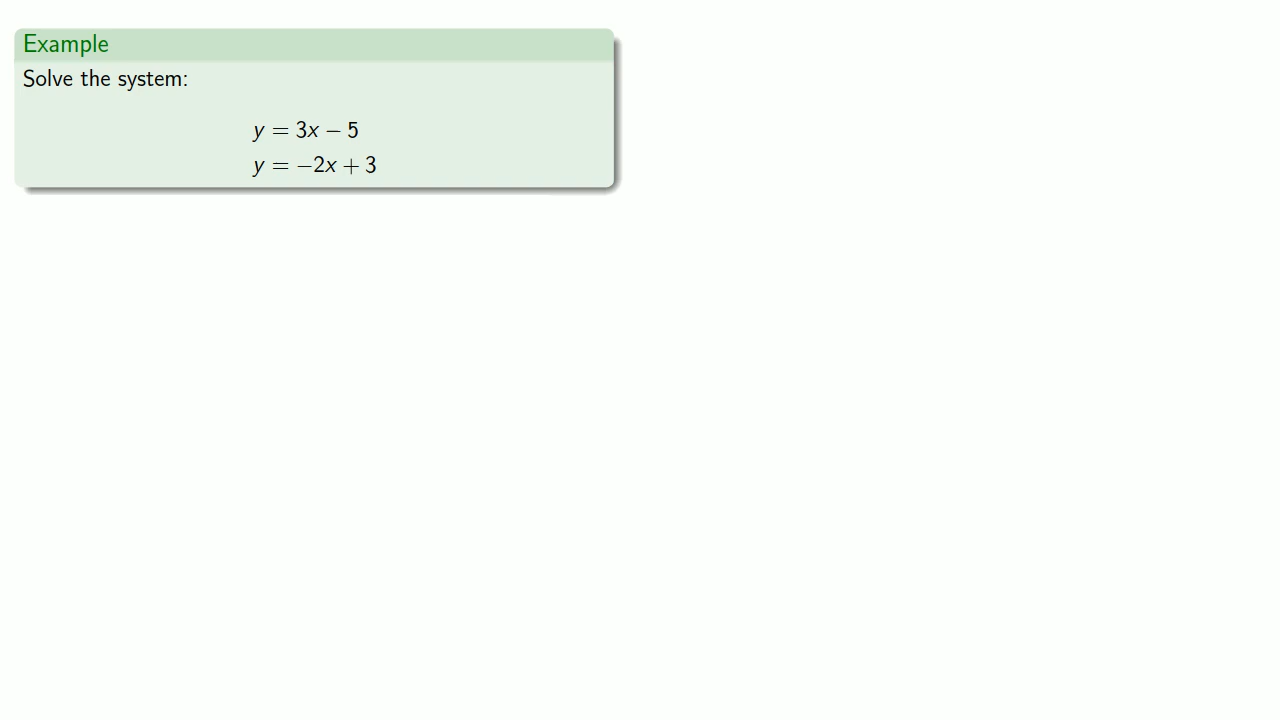 Example
Solve the system:
y = 3x − 5
y = −2x + 3